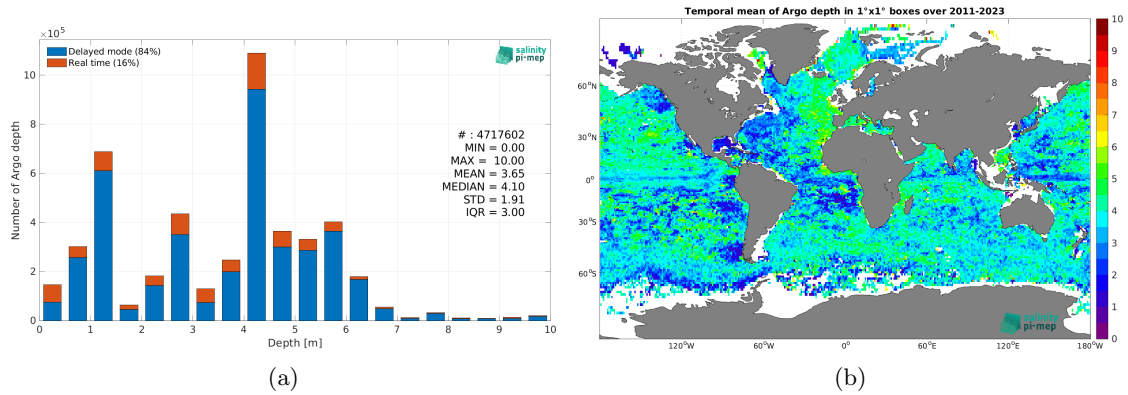 ×10⁵
Delayed mode (84%)
Real time (16%)
salinity
pi-mep
10
8
6
4
2
0
Number of Argo depth
# : 4717602
MIN = 0.00
MAX = 10.00
MEAN = 3.65
MEDIAN = 4.10
STD = 1.91
IQR = 3.00
0 1 2 3 4 5 6 7 8 9 10
Depth [m]
(a)
Temporal mean of Argo depth in 1°x1° boxes over 2011-2023
60°N
30°N
0°
30°S
60°S
120°W 60°W 0° 60°E 120°E 180°W
salinity
pi-mep
10
9
8
7
6
5
4
3
2
1
0
(b)